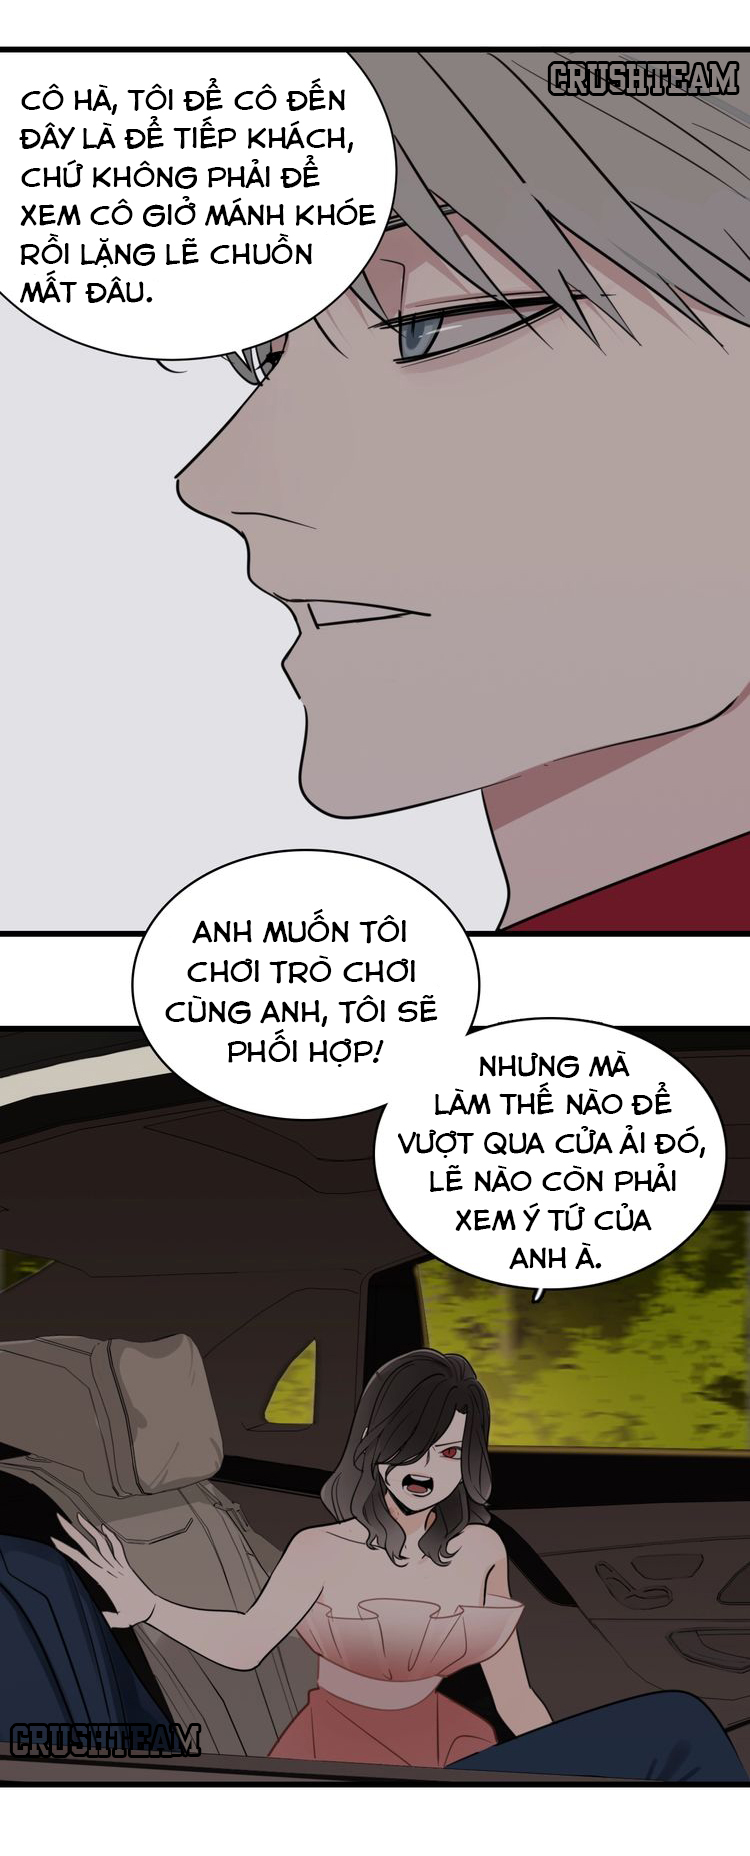 CRUSHTEAM
CÔ HÀ, TÔI ĐỂ CÔ ĐẾN
ĐÂY LÀ ĐỂ TIẾP KHÁCH,
CHỨ KHÔNG PHẢI ĐỂ
XEM CÔ GIỞ MÁNH KHÓE
RỒI LẶNG LẼ CHUỒN
MẤT ĐÂU.
ANH MUỐN TÔI
CHƠI TRÒ CHƠI
CÙNG ANH, TÔI SẼ
PHỐI HỢP!
NHƯNG MÀ
LÀM THẾ NÀO ĐỂ
VƯỢT QUA CỬA ẢI ĐÓ,
LẼ NÀO CÒN PHẢI
XEM Ý TỨ CỦA
ANH À.
CRUSHTEAM